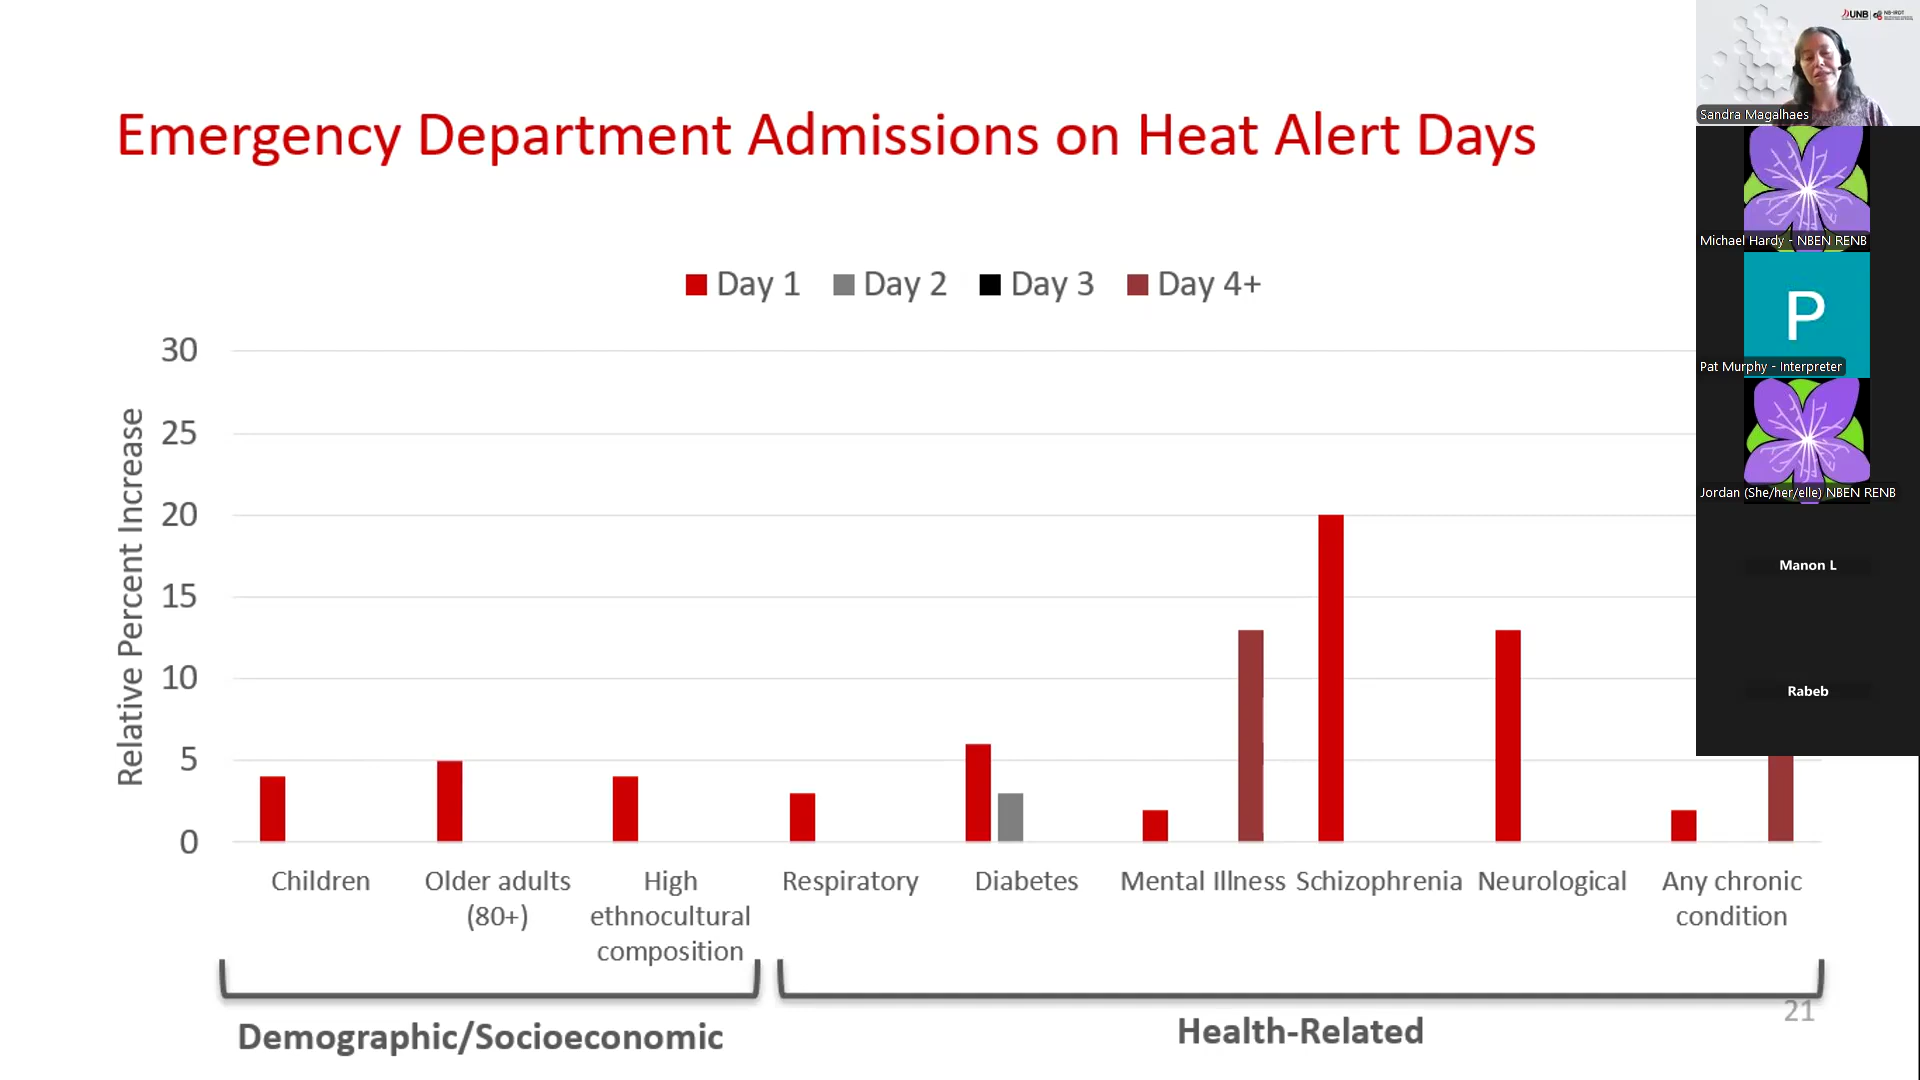 Emergency Department Admissions on Heat Alert Days
Day 1 Day 2 Day 3 Day 4+
Relative Percent Increase
30
25
20
15
10
5
0
Children
Older adults
(80+)
High
ethnocultural
composition
Respiratory
Diabetes
Mental Illness
Schizophrenia
Neurological
Any chronic
condition
Demographic/Socioeconomic
Health-Related
21
UNB
NB-IRDT
Sandra Magalhaes
Michael Hardy - NBEN RENB
P
Pat Murphy - Interpreter
Jordan (She/her/elle) NBEN RENB
Manon L
Rabeb